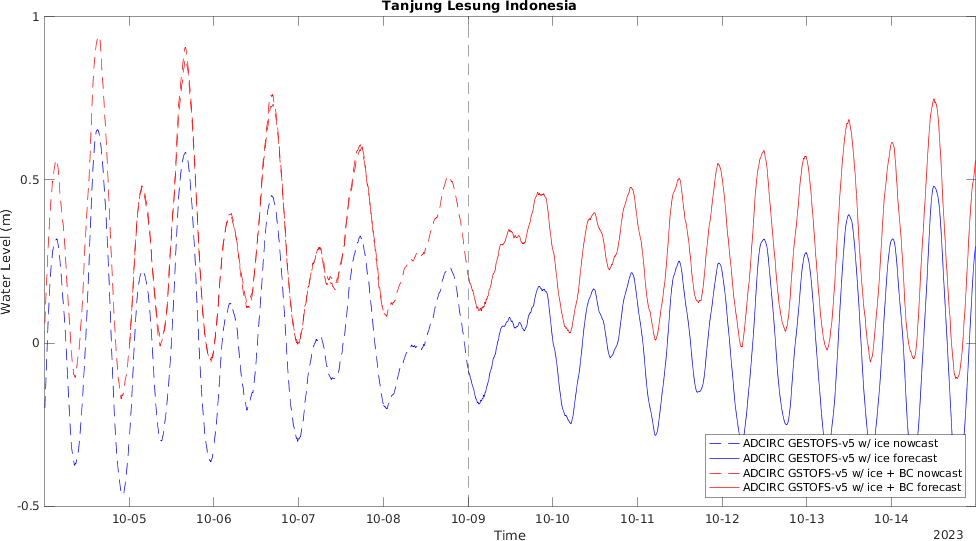 Tanjung Lesung Indonesia
1
0.5
0
-0.5
Water Level (m)
10-05 10-06 10-07 10-08 10-09 10-10 10-11 10-12 10-13 10-14
Time
2023
ADCIRC GESTOFS-v5 w/ ice nowcast
ADCIRC GESTOFS-v5 w/ ice forecast
ADCIRC GSTOFS-v5 w/ ice + BC nowcast
ADCIRC GSTOFS-v5 w/ ice + BC forecast